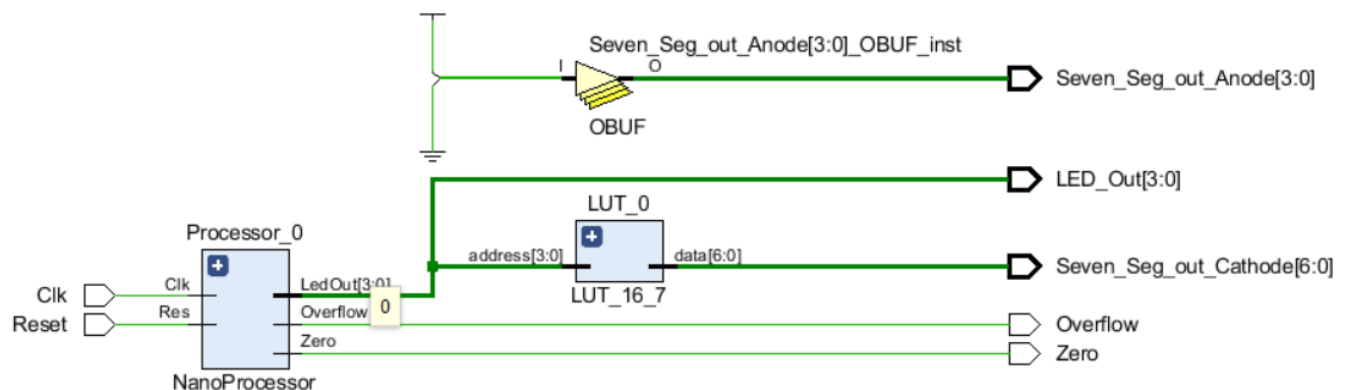 Seven_Seg_out_Anode[3:0]_OBUF_inst
I
O
Seven_Seg_out_Anode[3:0]
OBUF
LED_Out[3:0]
LUT_0
Processor_0
address[3:0]
data[6:0]
Seven_Seg_out_Cathode[6:0]
LUT_16_7
Clk
Clk
LedOut[3:0]
0
Reset
Res
Overflow
Overflow
Zero
Zero
NanoProcessor